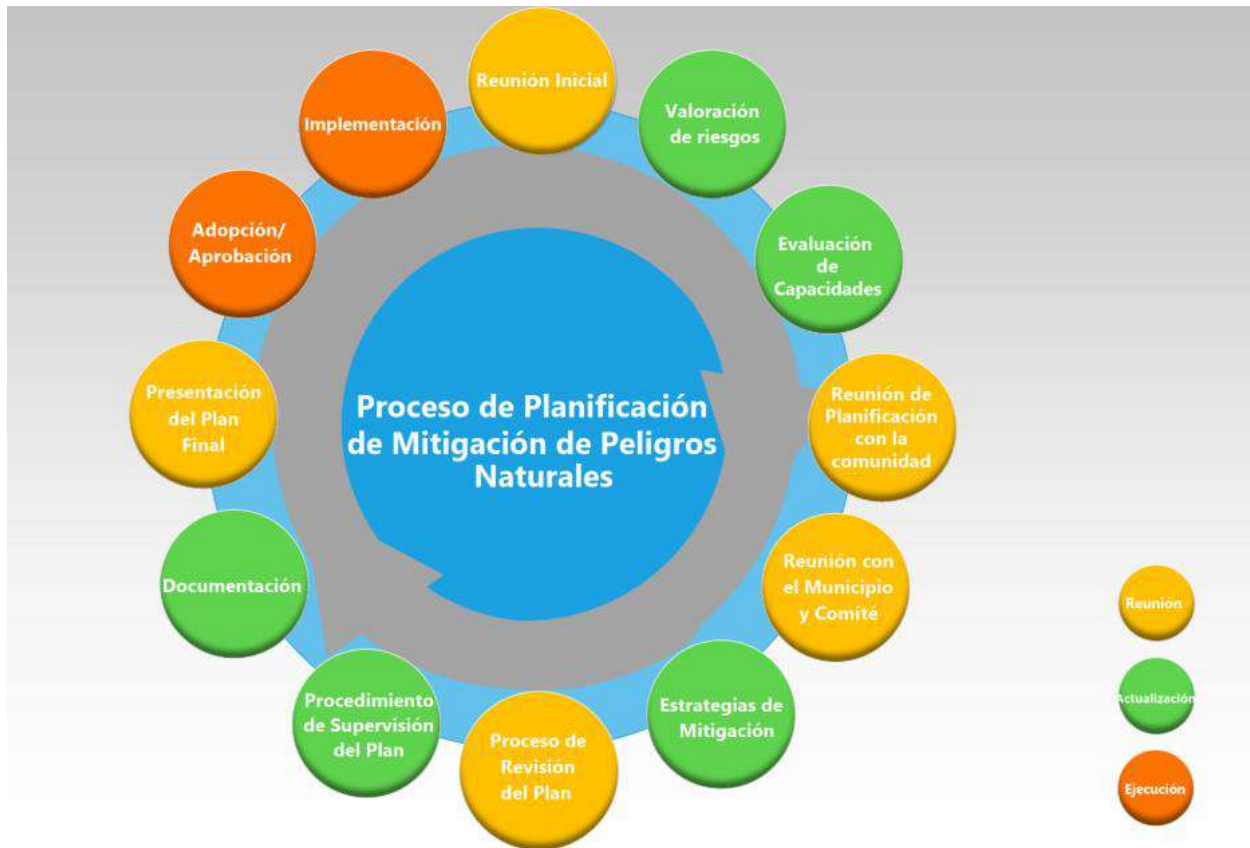 Reunión Inicial
Valoración
de riesgos
Evaluación
de
Capacidades
Reunión de
Planificación
con la
comunidad
Reunión con
el Municipio
y Comité
Estrategias de
Mitigación
Proceso de
Revisión
del Plan
Procedimiento
de Supervisión
del Plan
Documentación
Presentación
del Plan
Final
Adopción/
Aprobación
Implementación
Proceso de Planificación
de Mitigación de Peligros
Naturales
Reunión
Actualización
Ejecución